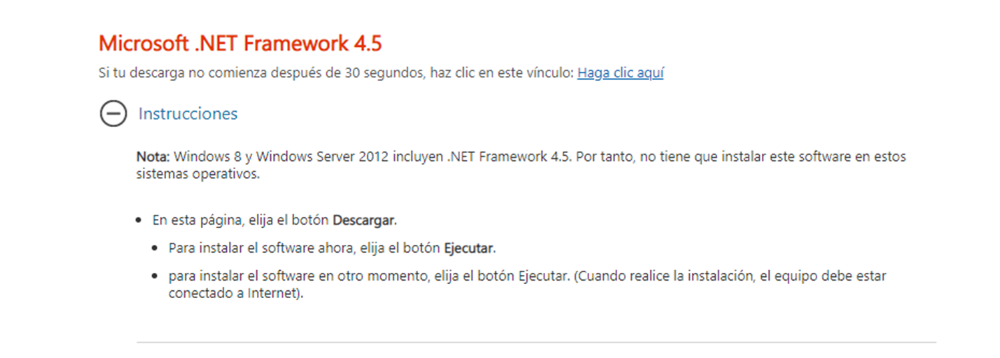 Microsoft .NET Framework 4.5
Si tu descarga no comienza después de 30 segundos, haz clic en este vínculo: Haga clic aquí
Instrucciones
Nota: Windows 8 y Windows Server 2012 incluyen .NET Framework 4.5. Por tanto, no tiene que instalar este software en estos
sistemas operativos.
• En esta página, elija el botón Descargar.
• Para instalar el software ahora, elija el botón Ejecutar.
• para instalar el software en otro momento, elija el botón Ejecutar. (Cuando realice la instalación, el equipo debe estar
conectado a Internet).